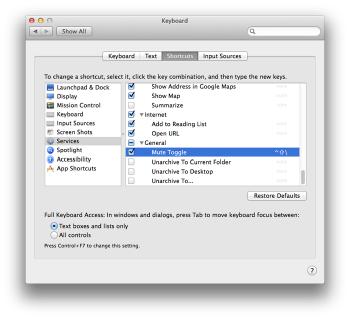 Keyboard
Show All
Keyboard Text Shortcuts Input Sources
To change a shortcut, select it, click the key combination, and then type the new keys.
Launchpad & Dock
Display
Mission Control
Keyboard
Input Sources
Screen Shots
Services
Spotlight
Accessibility
App Shortcuts
Show Address in Google Maps
Show Map
Summarize
Internet
Add to Reading List
Open URL
General
Mute Toggle
Unarchive To Current Folder
Unarchive To Desktop
Unarchive To...
Restore Defaults
Full Keyboard Access: In windows and dialogs, press Tab to move keyboard focus between:
Text boxes and lists only
All controls
Press Control+F7 to change this setting.
?